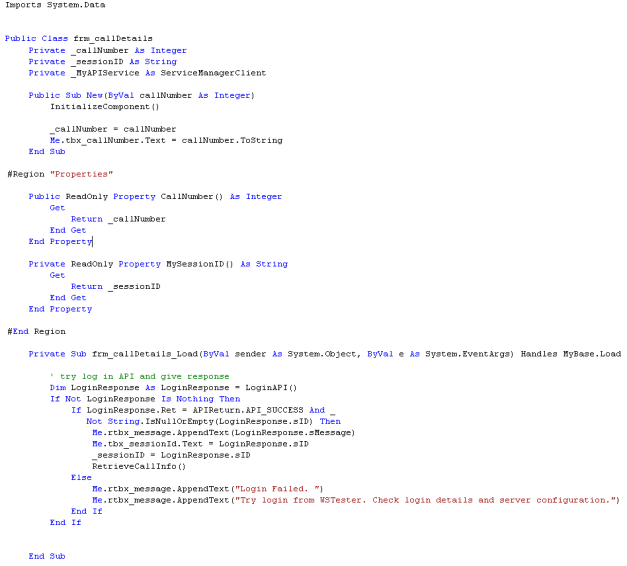 Imports System.Data
Public Class frm_callDetails
Private _callNumber As Integer
Private _sessionID As String
Private _MyAPIService As ServiceManagerClient
Public Sub New(ByVal callNumber As Integer)
InitializeComponent()
_callNumber = callNumber
Me.tbx_callNumber.Text = callNumber.ToString
End Sub
#Region "Properties"
Public ReadOnly Property CallNumber() As Integer
Get
Return _callNumber
End Get
End Property
Private ReadOnly Property MySessionID() As String
Get
Return _sessionID
End Get
End Property
#End Region
Private Sub frm_callDetails_Load(ByVal sender As System.Object, ByVal e As System.EventArgs) Handles MyBase.Load
' try log in API and give response
Dim LoginResponse As LoginResponse = LoginAPI()
If Not LoginResponse Is Nothing Then
If LoginResponse.Ret = APIReturn.API_SUCCESS And _
Not String.IsNullOrEmpty(LoginResponse.sID) Then
Me.rtbx_message.AppendText(LoginResponse.sMessage)
Me.tbx_sessionId.Text = LoginResponse.sID
_sessionID = LoginResponse.sID
RetrieveCallInfo()
Else
Me.rtbx_message.AppendText("Login Failed. ")
Me.rtbx_message.AppendText("Try login from WSTester. Check login details and server configuration.")
End If
End If
End Sub